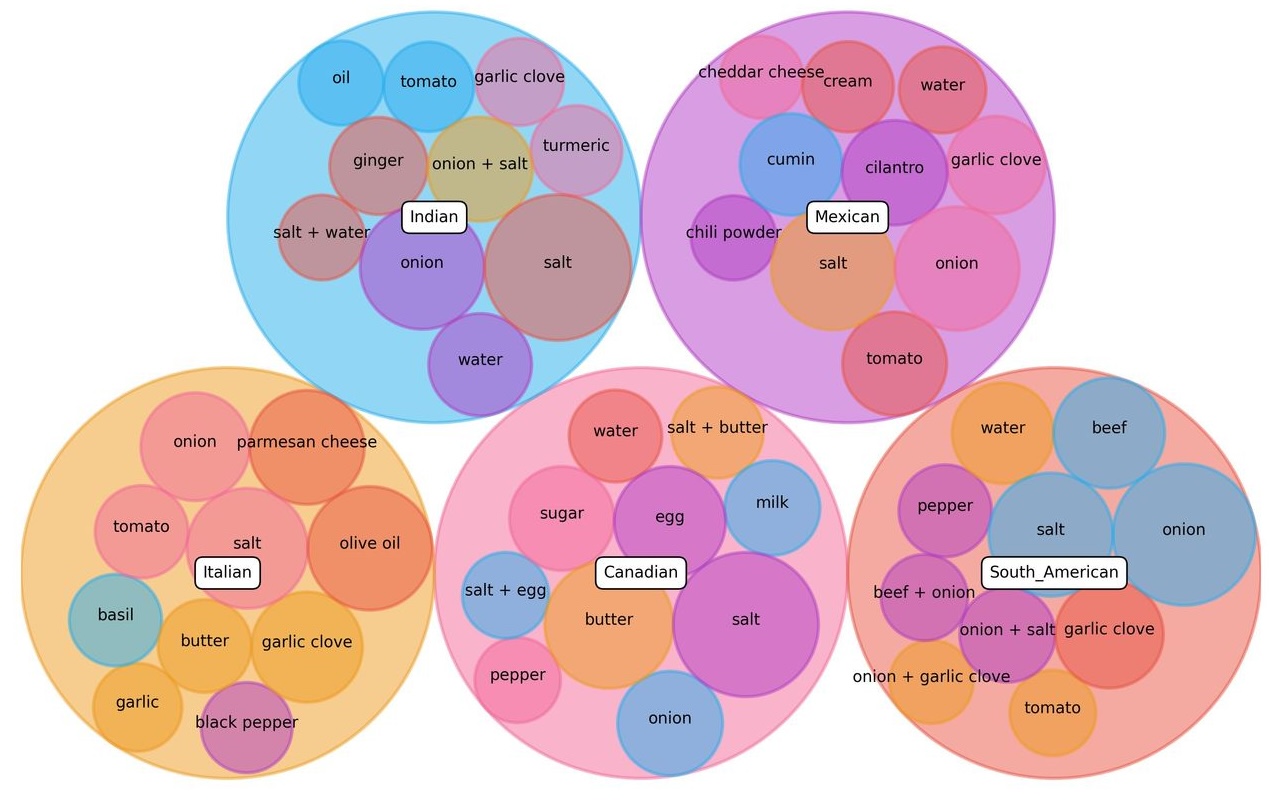 oil
tomato
garlic clove
ginger
onion + salt
turmeric
salt + water
Indian
onion
salt
water
cheddar cheese
cream
water
cumin
cilantro
garlic clove
chili powder
Mexican
salt
onion
tomato
onion
parmesan cheese
tomato
salt
olive oil
Italian
basil
butter
garlic clove
garlic
black pepper
water
salt + butter
sugar
egg
milk
Canadian
salt + egg
butter
salt
pepper
onion
water
beef
pepper
salt
onion
South_American
beef + onion
onion + salt
garlic clove
onion + garlic clove
tomato